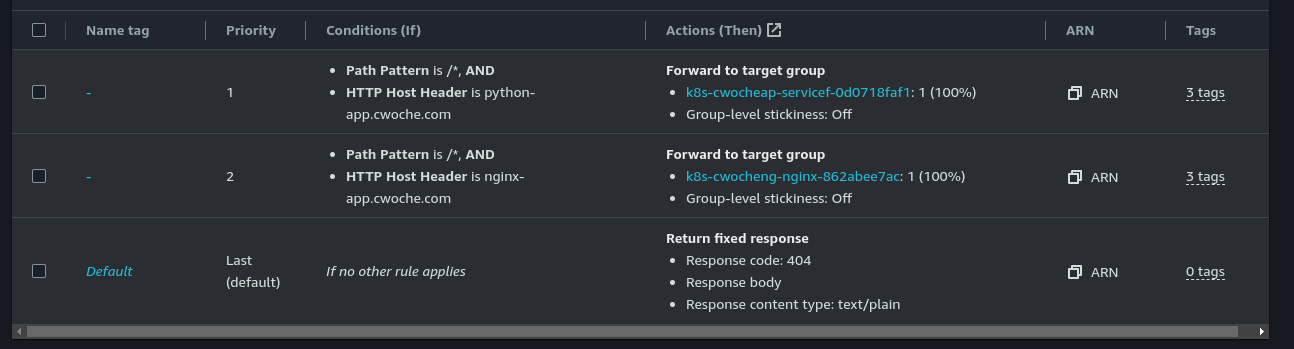 Name tag Priority Conditions (If) Actions (Then) ARN Tags
- 1
Path Pattern is /*, AND
HTTP Host Header is python-
app.cwoche.com
Forward to target group
k8s-cwocheap-servicef-0d0718faf1: 1 (100%)
Group-level stickiness: Off
ARN
3 tags
- 2
Path Pattern is /*, AND
HTTP Host Header is nginx-
app.cwoche.com
Forward to target group
k8s-cwocheng-nginx-862abee7ac: 1 (100%)
Group-level stickiness: Off
ARN
3 tags
Default
Last
(default)
If no other rule applies
Return fixed response
Response code: 404
Response body
Response content type: text/plain
ARN
0 tags